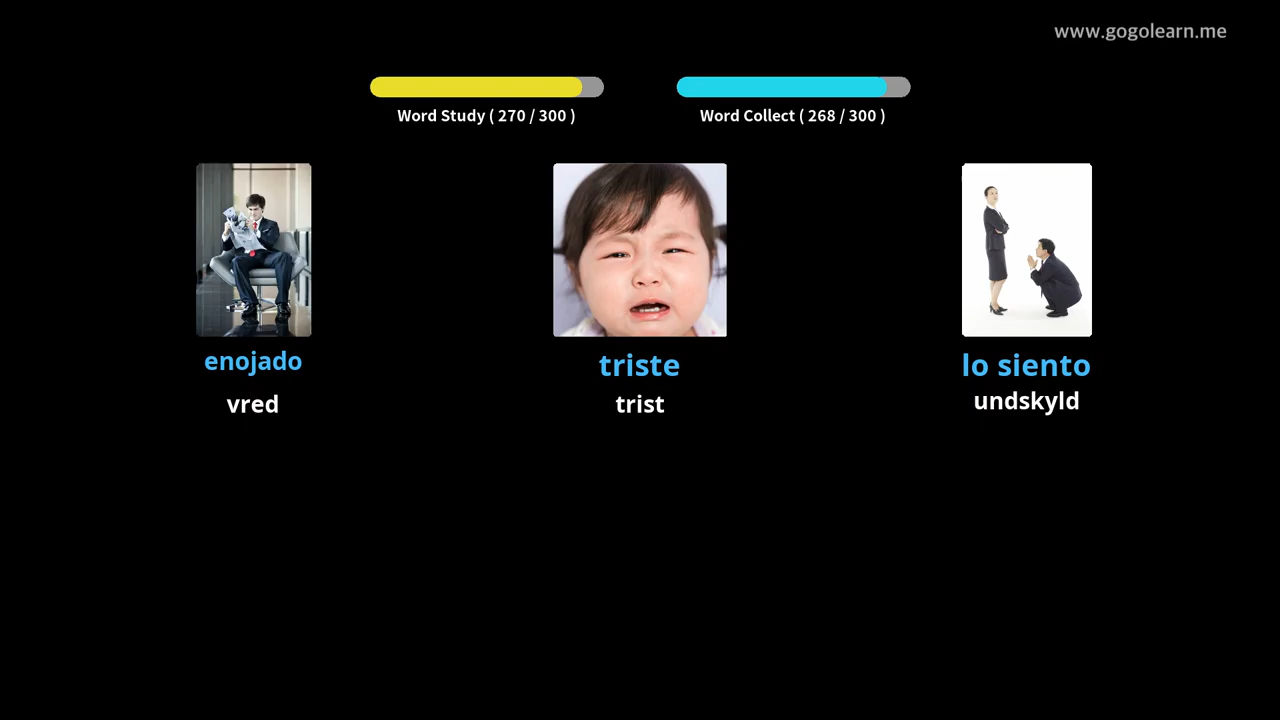 www.gogolearn.me
Word Study ( 270 / 300 )
Word Collect ( 268 / 300 )
enojado
triste
lo siento
vred
trist
undskyld